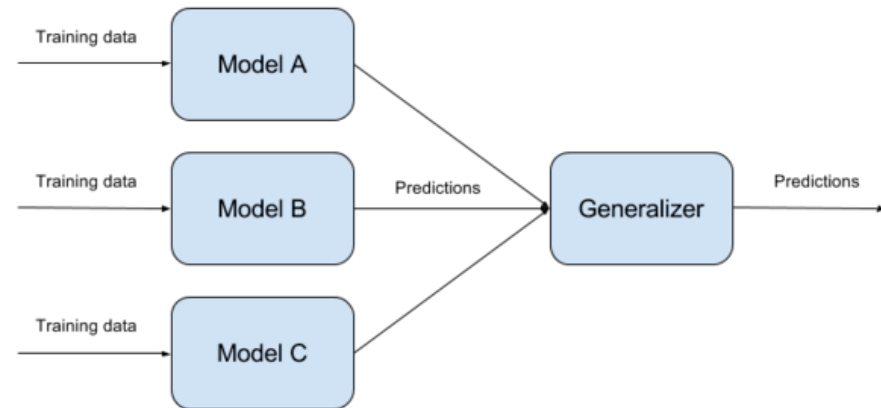 Training data
Model A
Training data
Model B
Predictions
Generalizer
Predictions
Training data
Model C